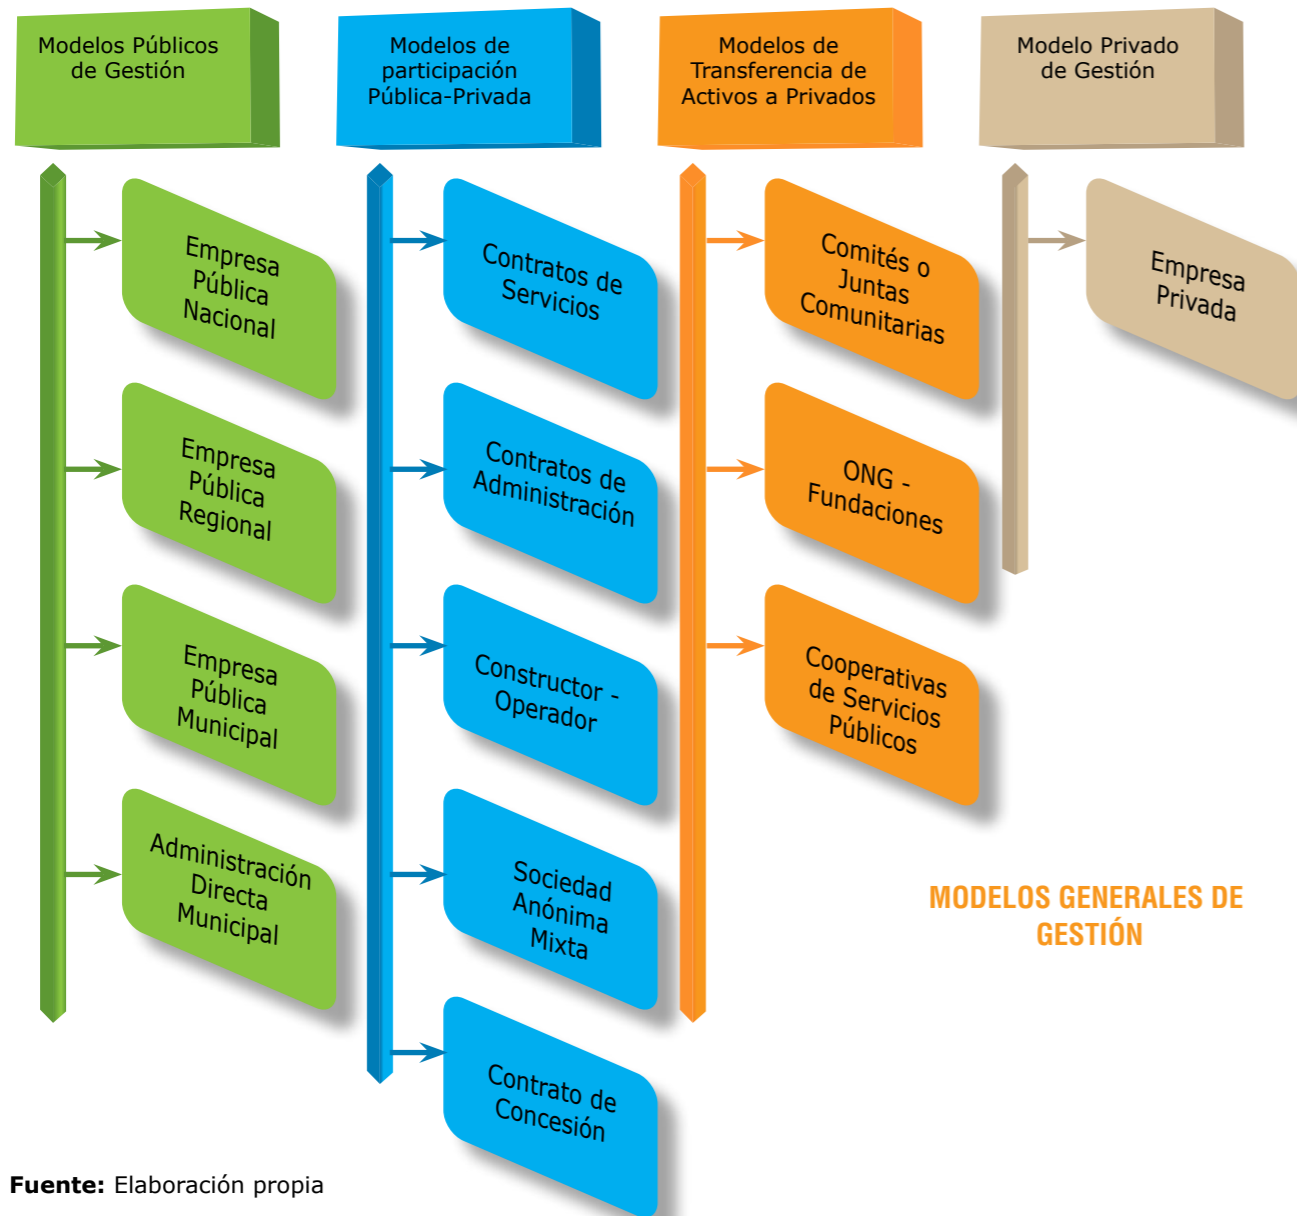 Modelos Públicos
de Gestión
Modelos de
participación
Pública-Privada
Modelos de
Transferencia de
Activos a Privados
Modelo Privado
de Gestión
Empresa
Pública
Nacional
Empresa
Pública
Regional
Empresa
Pública
Municipal
Administración
Directa
Municipal
Contratos de
Servicios
Contratos de
Administración
Constructor -
Operador
Sociedad
Anónima
Mixta
Contrato de
Concesión
Comités o
Juntas
Comunitarias
ONG -
Fundaciones
Cooperativas
de Servicios
Públicos
Empresa
Privada
MODELOS GENERALES DE
GESTIÓN
Fuente: Elaboración propia